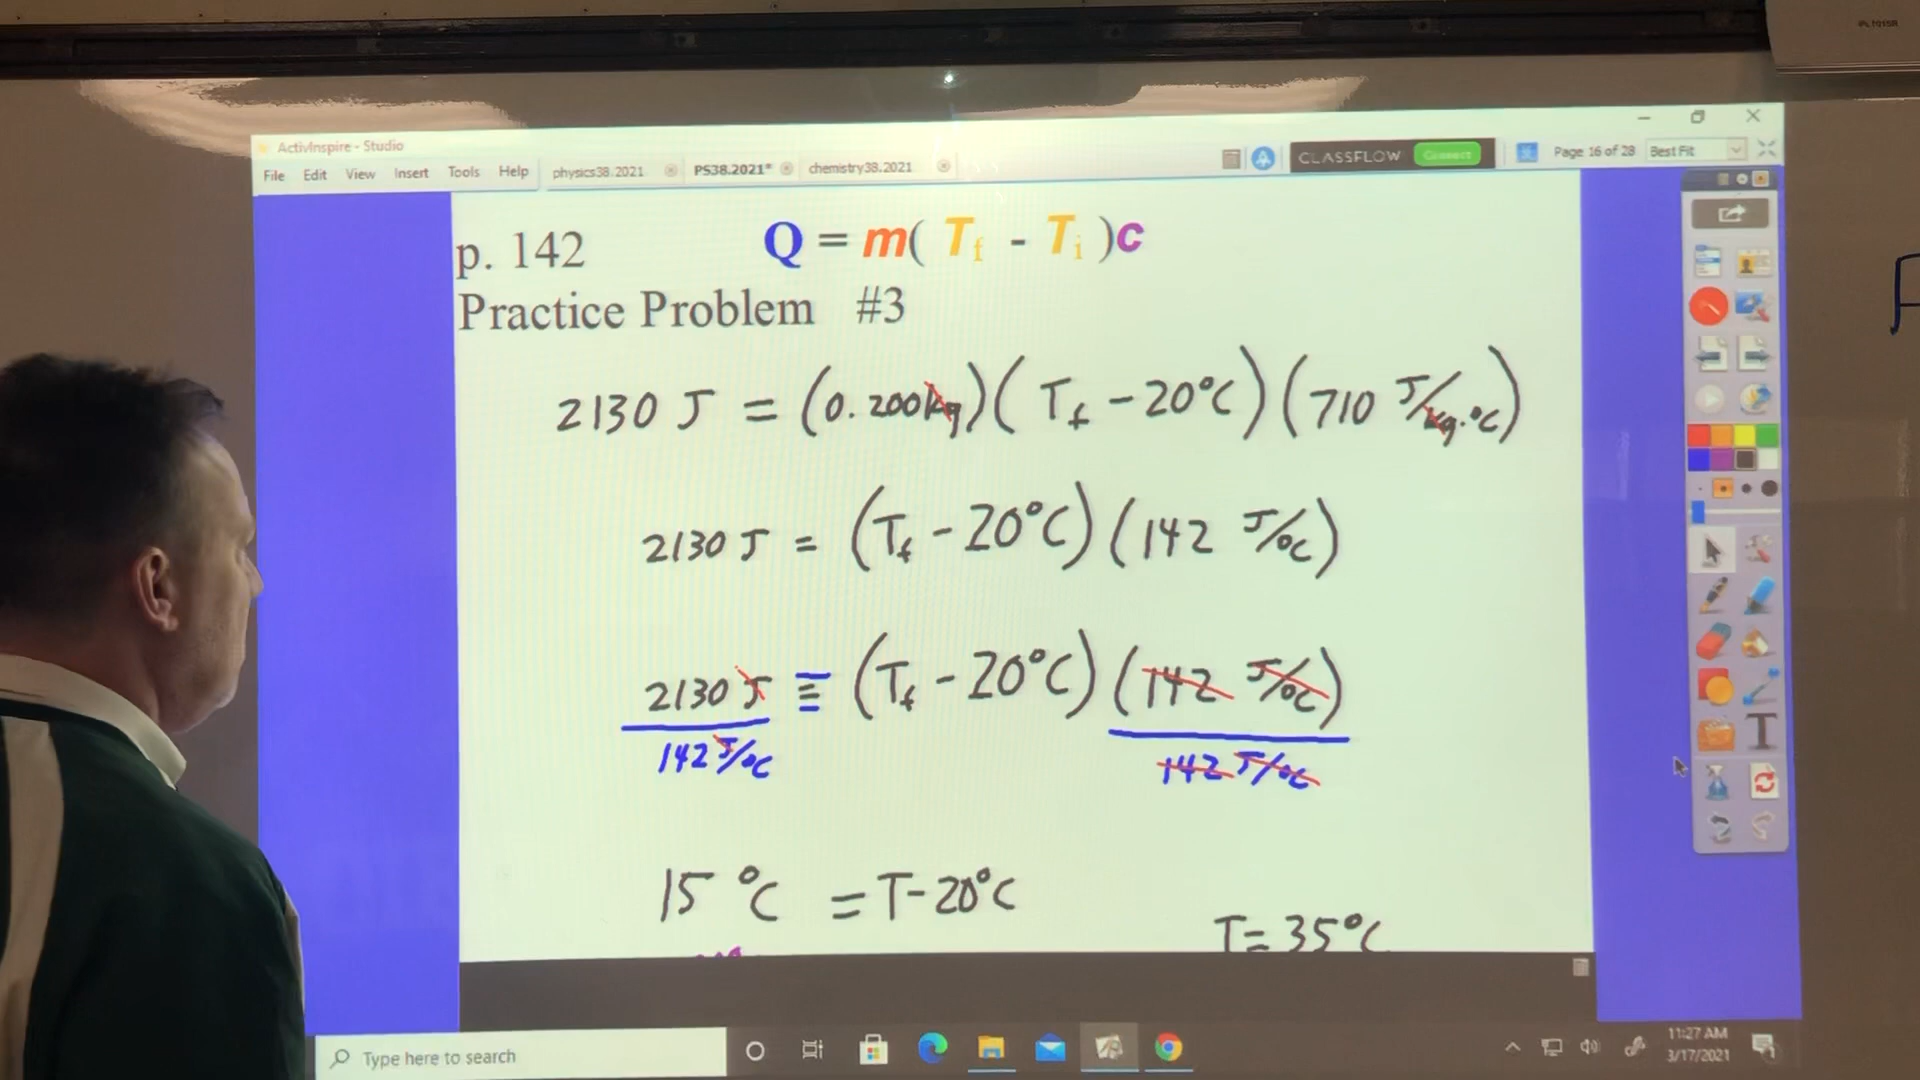 ActivInspire - Studio
File Edit View Insert Tools Help
physics38.2021 PS38.2021* chemistry38.2021
CLASSFLOW Connect
Page 16 of 28 Best Fit
p. 142 Q = m( Tf - Ti )c
Practice Problem #3
2130 J = (0.200kg)(Tf - 20°C)(710 J/kg·°C)
2130 J = (Tf - 20°C)(142 J/°C)
2130 J = (Tf - 20°C)(142 J/°C)
142 J/°C 142 J/°C
15 °C = T - 20°C
T = 35°C
Type here to search
11:27 AM
3/17/2021